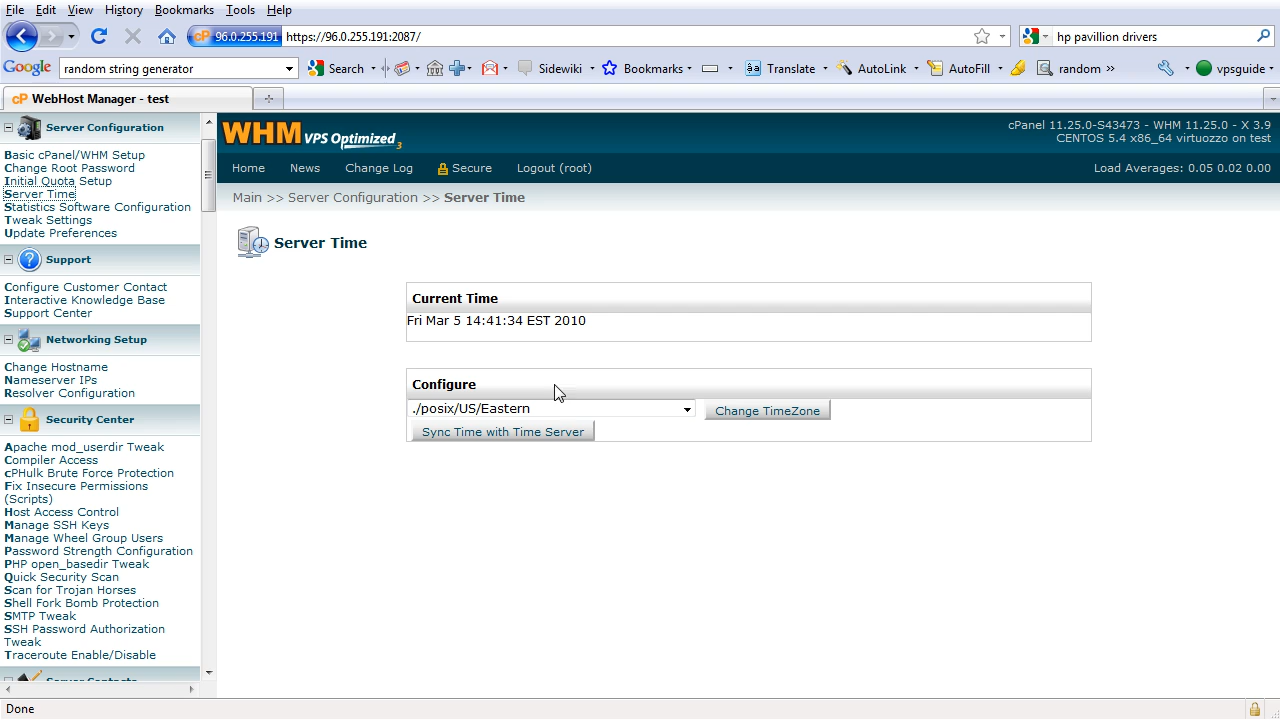 File Edit View History Bookmarks Tools Help
cP 96.0.255.191 https://96.0.255.191:2087/ hp pavillion drivers
Google random string generator Search Sidewiki Bookmarks Translate AutoLink AutoFill random » vpsguide
cP WebHost Manager - test
Server Configuration
Basic cPanel/WHM Setup
Change Root Password
Initial Quota Setup
Server Time
Statistics Software Configuration
Tweak Settings
Update Preferences
Support
Configure Customer Contact
Interactive Knowledge Base
Support Center
Networking Setup
Change Hostname
Nameserver IPs
Resolver Configuration
Security Center
Apache mod_userdir Tweak
Compiler Access
cPHulk Brute Force Protection
Fix Insecure Permissions
(Scripts)
Host Access Control
Manage SSH Keys
Manage Wheel Group Users
Password Strength Configuration
PHP open_basedir Tweak
Quick Security Scan
Scan for Trojan Horses
Shell Fork Bomb Protection
SMTP Tweak
SSH Password Authorization
Tweak
Traceroute Enable/Disable
Server Contacts
WHM VPS Optimized 3
cPanel 11.25.0-S43473 - WHM 11.25.0 - X 3.9
CENTOS 5.4 x86_64 virtuozzo on test
Home News Change Log Secure Logout (root) Load Averages: 0.05 0.02 0.00
Main >> Server Configuration >> Server Time
Server Time
Current Time
Fri Mar 5 14:41:34 EST 2010
Configure
./posix/US/Eastern Change TimeZone
Sync Time with Time Server
Done